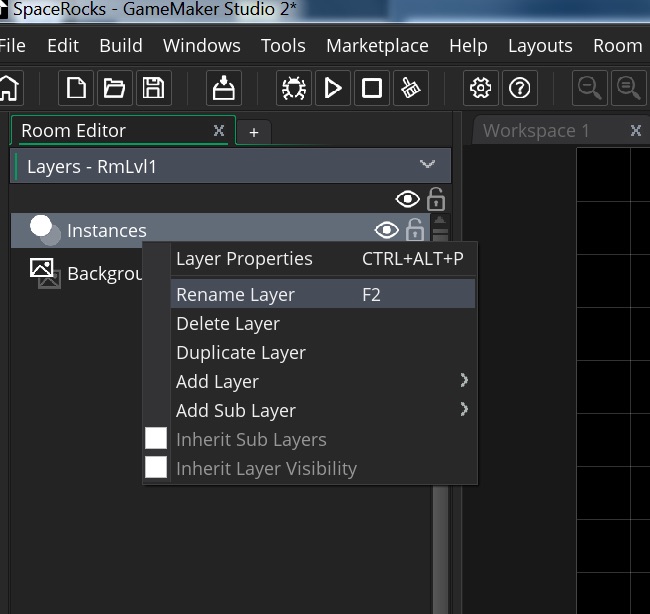 SpaceRocks - GameMaker Studio 2*
File Edit Build Windows Tools Marketplace Help Layouts Room
Room Editor X + Workspace 1 X
Layers - RmLvl1
Instances
Backgrou
Layer Properties CTRL+ALT+P
Rename Layer F2
Delete Layer
Duplicate Layer
Add Layer
Add Sub Layer
Inherit Sub Layers
Inherit Layer Visibility